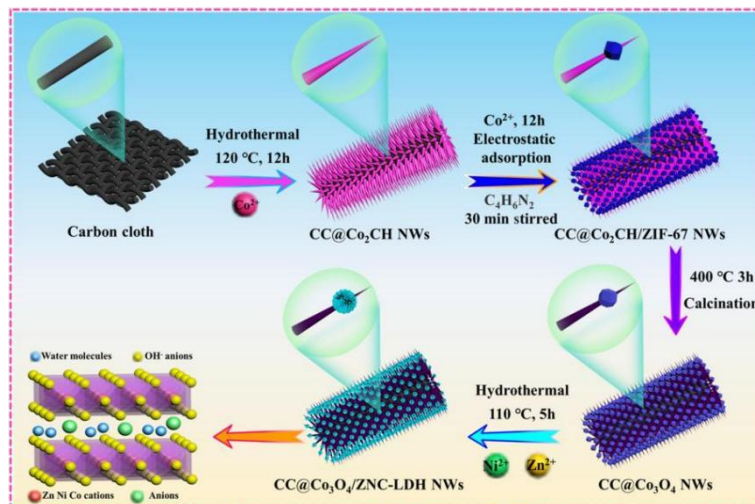 Hydrothermal
120 °C, 12h
Co²⁺
Carbon cloth
CC@Co₂CH NWs
Co²⁺, 12h
Electrostatic
adsorption
C₄H₆N₂
30 min stirred
CC@Co₂CH/ZIF-67 NWs
400 °C 3h
Calcination
CC@Co₃O₄ NWs
Hydrothermal
110 °C, 5h
Ni²⁺ Zn²⁺
CC@Co₃O₄/ZNC-LDH NWs
Water molecules OH⁻ anions
Zn Ni Co cations Anions